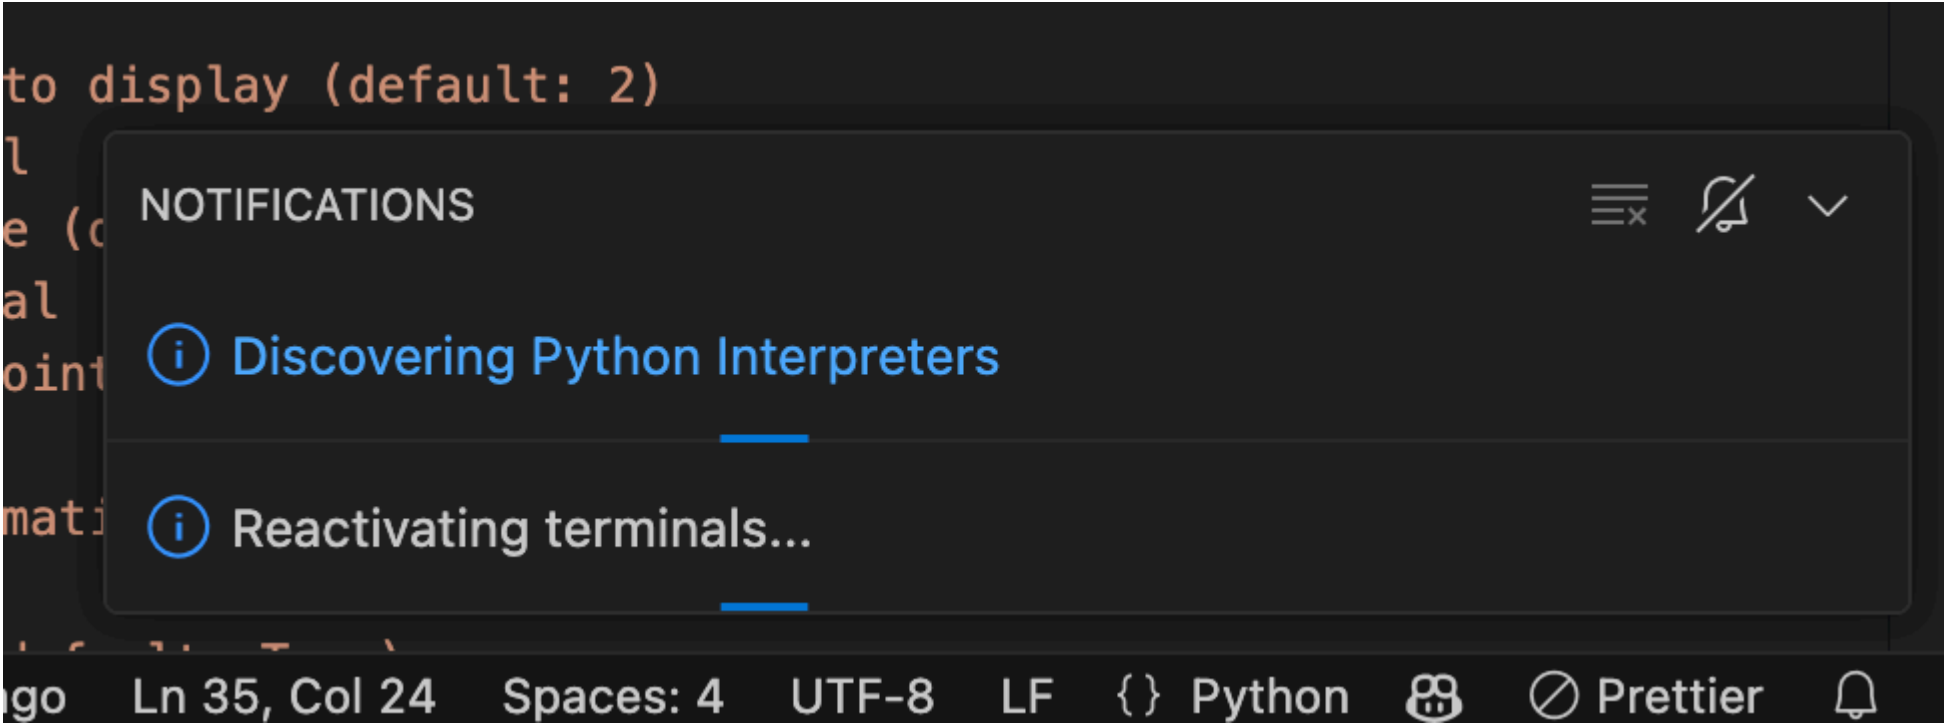 to display (default: 2)
l
NOTIFICATIONS
e (
al
Discovering Python Interpreters
oint
mati
Reactivating terminals...
go Ln 35, Col 24 Spaces: 4 UTF-8 LF {} Python Prettier